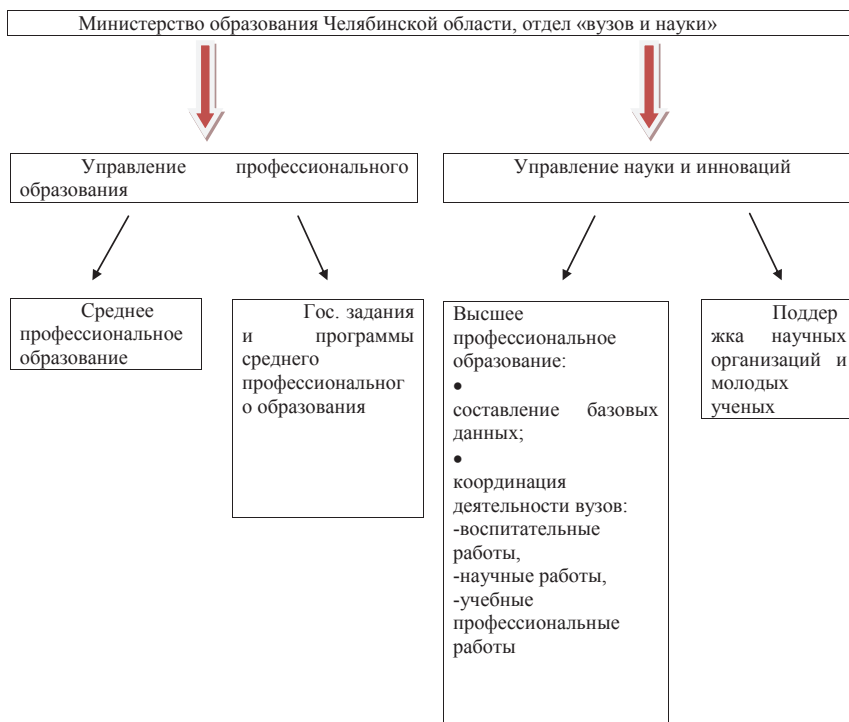 Министерство образования Челябинской области, отдел «вузов и науки»
Управление профессионального
образования
Управление науки и инноваций
Среднее
профессиональное
образование
Гос. задания
и программы
среднего
профессиональног
о образования
Высшее
профессиональное
образование:
•
составление базовых
данных;
•
координация
деятельности вузов:
-воспитательные
работы,
-научные работы,
-учебные
профессиональные
работы
Поддер
жка научных
организаций и
молодых
ученых